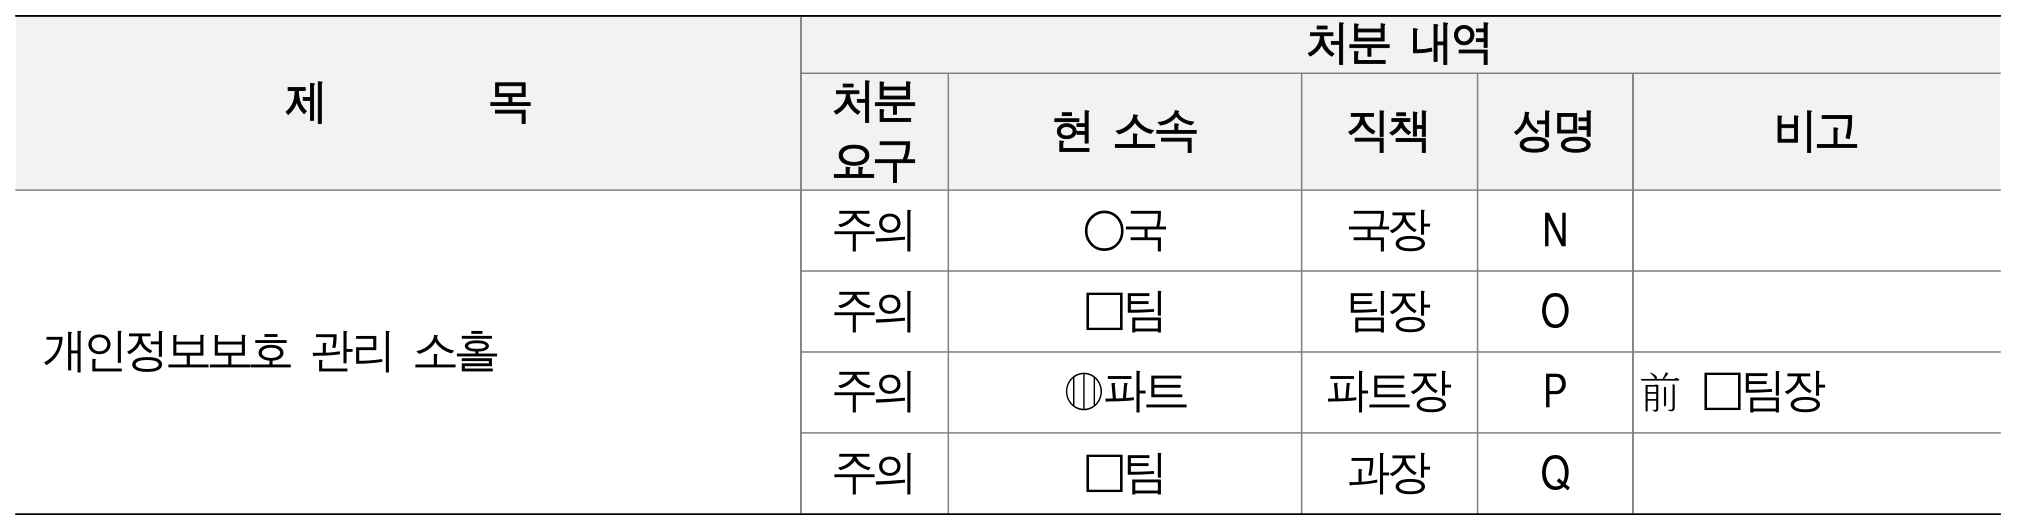 제 목
처분 내역
처분
요구
현 소속
직책
성명
비고
개인정보보호 관리 소홀
주의 ○국 국장 N
주의 □팀 팀장 O
주의 ◍파트 파트장 P 前 □팀장
주의 □팀 과장 Q